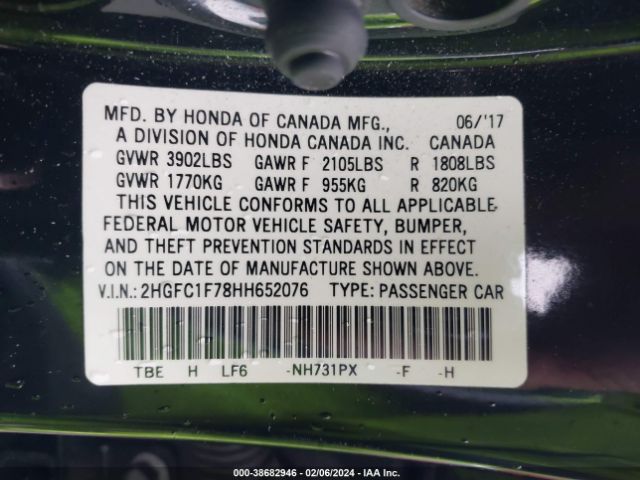 MFD. BY HONDA OF CANADA MFG., 06/'17
A DIVISION OF HONDA CANADA INC. CANADA
GVWR 3902LBS GAWR F 2105LBS R 1808LBS
GVWR 1770KG GAWR F 955KG R 820KG
THIS VEHICLE CONFORMS TO ALL APPLICABLE
FEDERAL MOTOR VEHICLE SAFETY, BUMPER,
AND THEFT PREVENTION STANDARDS IN EFFECT
ON THE DATE OF MANUFACTURE SHOWN ABOVE.
V.I.N.: 2HGFC1F78HH652076 TYPE: PASSENGER CAR
TBE H LF6 -NH731PX -F -H
000-38682946 - 02/06/2024 - IAA Inc.